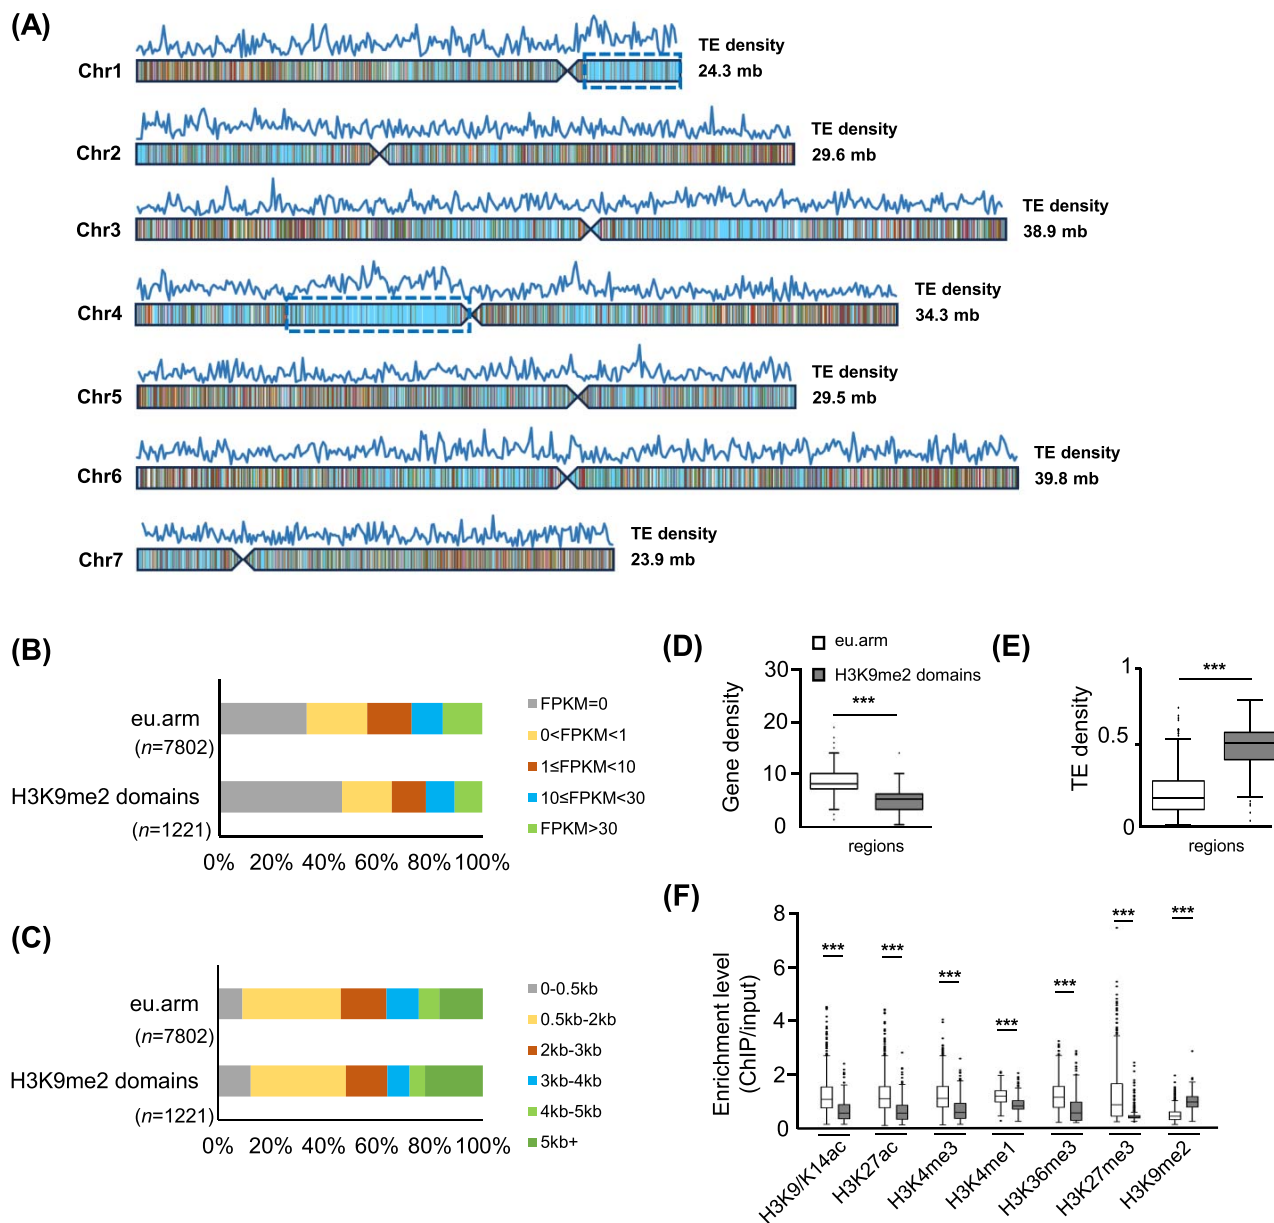 (A)
Chr1
TE density
24.3 mb
Chr2
TE density
29.6 mb
Chr3
TE density
38.9 mb
Chr4
TE density
34.3 mb
Chr5
TE density
29.5 mb
Chr6
TE density
39.8 mb
Chr7
TE density
23.9 mb
(B)
eu.arm
(n=7802)
H3K9me2 domains
(n=1221)
0% 20% 40% 60% 80% 100%
FPKM=0
0<FPKM<1
1≤FPKM<10
10≤FPKM<30
FPKM>30
(C)
eu.arm
(n=7802)
H3K9me2 domains
(n=1221)
0% 20% 40% 60% 80% 100%
0-0.5kb
0.5kb-2kb
2kb-3kb
3kb-4kb
4kb-5kb
5kb+
(D)
eu.arm
H3K9me2 domains
Gene density
30
20
10
0
***
regions
(E)
TE density
1
0.5
0
***
regions
(F)
Enrichment level
(ChIP/input)
8
6
4
2
0
*** *** *** *** *** *** ***
H3K9/K14ac
H3K27ac
H3K4me3
H3K4me1
H3K36me3
H3K27me3
H3K9me2